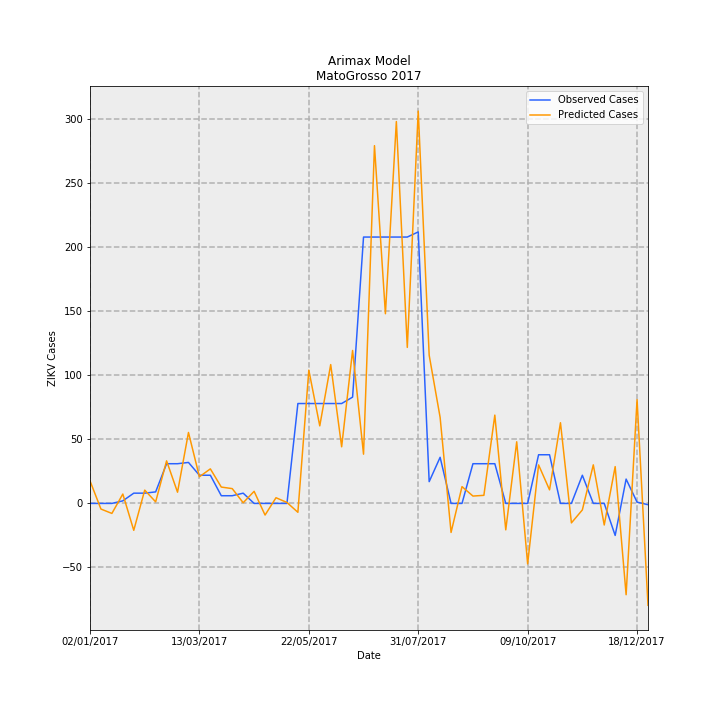 Arimax Model
MatoGrosso 2017
Observed Cases
Predicted Cases
300
250
200
150
100
50
0
−50
ZIKV Cases
02/01/2017 13/03/2017 22/05/2017 31/07/2017 09/10/2017 18/12/2017
Date